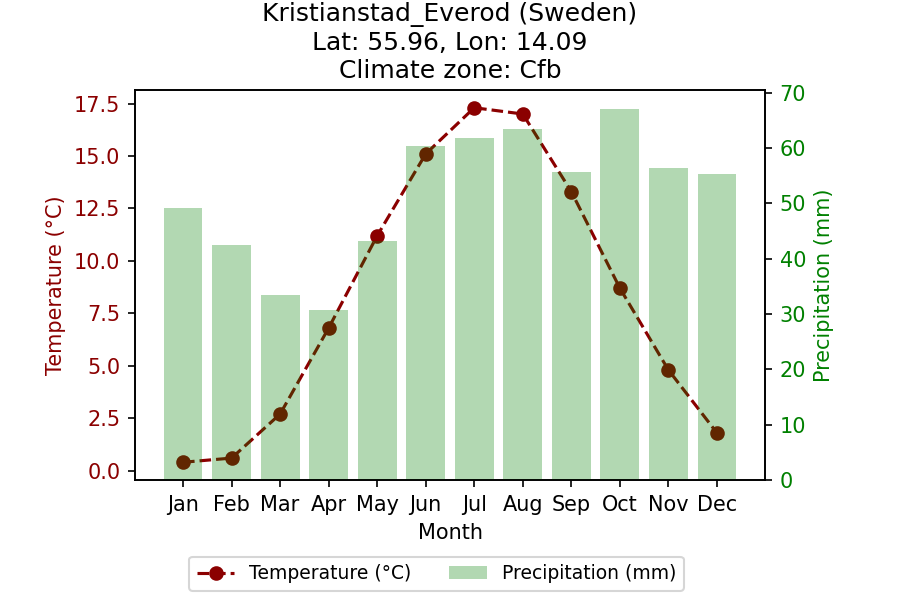 Kristianstad_Everod (Sweden)
Lat: 55.96, Lon: 14.09
Climate zone: Cfb
17.5
15.0
12.5
10.0
7.5
5.0
2.5
0.0
Temperature (°C)
70
60
50
40
30
20
10
0
Precipitation (mm)
Jan Feb Mar Apr May Jun Jul Aug Sep Oct Nov Dec
Month
Temperature (°C) Precipitation (mm)